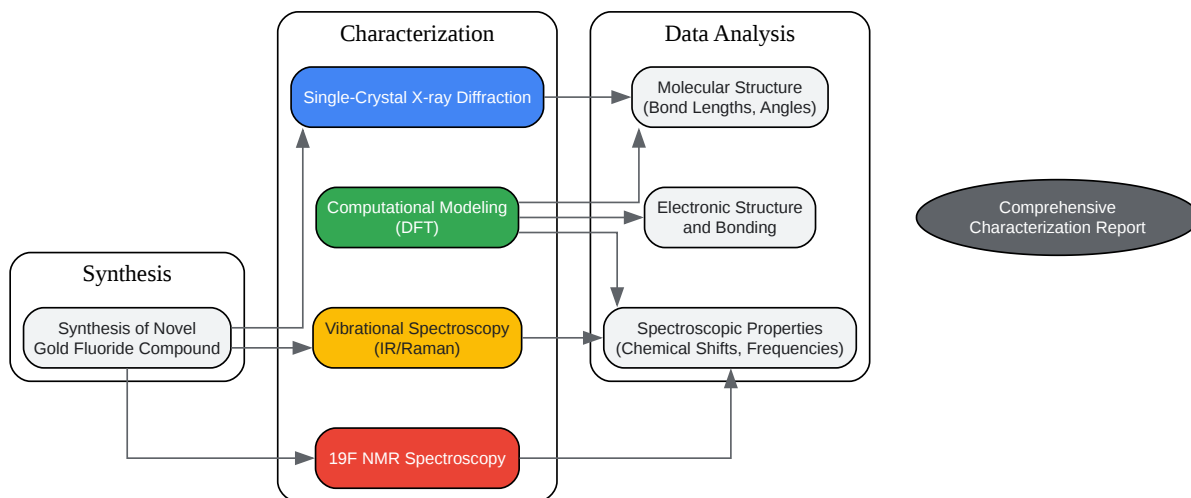 Characterization
Data Analysis
Single-Crystal X-ray Diffraction
Molecular Structure
(Bond Lengths, Angles)
Computational Modeling
(DFT)
Electronic Structure
and Bonding
Comprehensive
Characterization Report
Synthesis
Synthesis of Novel
Gold Fluoride Compound
Vibrational Spectroscopy
(IR/Raman)
Spectroscopic Properties
(Chemical Shifts, Frequencies)
19F NMR Spectroscopy